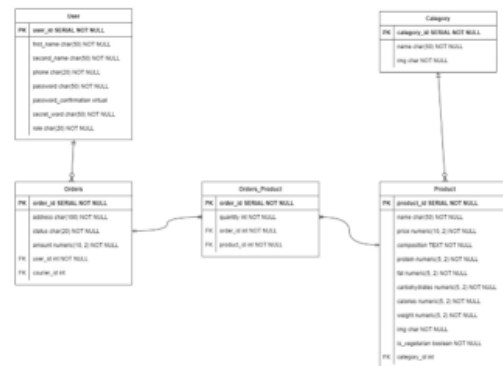 User
PK user_id SERIAL NOT NULL
first_name char(50) NOT NULL
second_name char(50) NOT NULL
phone char(20) NOT NULL
password char(50) NOT NULL
password_confirmation virtual
secret_word char(50) NOT NULL
role char(20) NOT NULL
Category
PK category_id SERIAL NOT NULL
name char(50) NOT NULL
img char NOT NULL
Orders
PK order_id SERIAL NOT NULL
address char(100) NOT NULL
status char(20) NOT NULL
amount numeric(10, 2) NOT NULL
FK user_id int NOT NULL
FK courier_id int
Orders_Product
PK order_id SERIAL NOT NULL
quantity int NOT NULL
FK order_id int NOT NULL
FK product_id int NOT NULL
Product
PK product_id SERIAL NOT NULL
name char(50) NOT NULL
price numeric(10, 2) NOT NULL
composition TEXT NOT NULL
protein numeric(5, 2) NOT NULL
fat numeric(5, 2) NOT NULL
carbohydrates numeric(5, 2) NOT NULL
calories numeric(5, 2) NOT NULL
weight numeric(5, 2) NOT NULL
img char NOT NULL
is_vegetarian boolean NOT NULL
FK category_id int